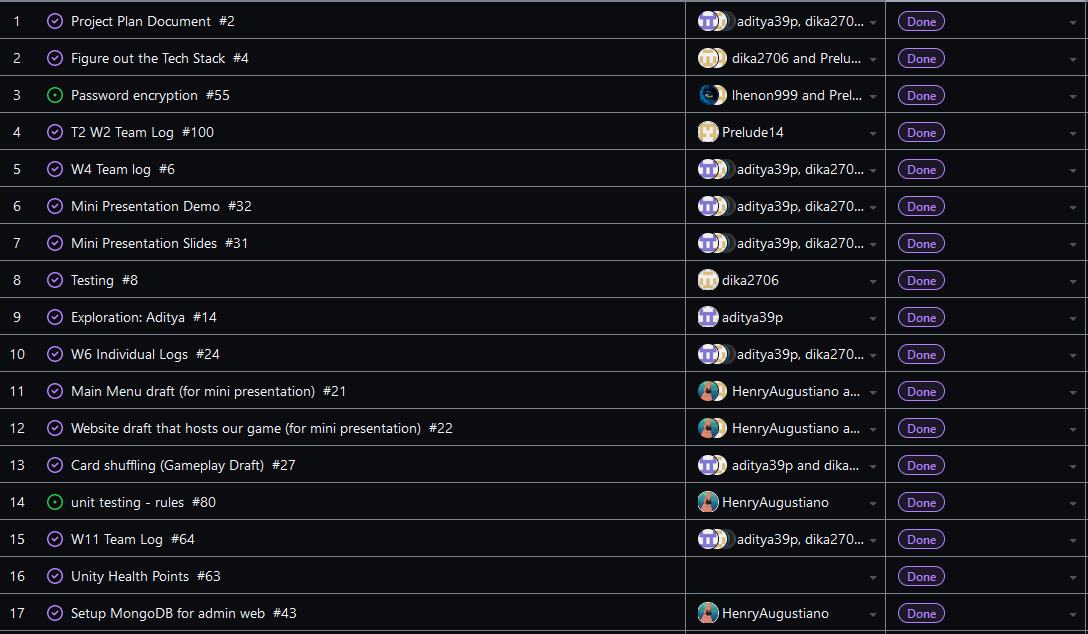 1 Project Plan Document #2 aditya39p, dika270... Done
2 Figure out the Tech Stack #4 dika2706 and Prelu... Done
3 Password encryption #55 lhenon999 and Prel... Done
4 T2 W2 Team Log #100 Prelude14 Done
5 W4 Team log #6 aditya39p, dika270... Done
6 Mini Presentation Demo #32 aditya39p, dika270... Done
7 Mini Presentation Slides #31 aditya39p, dika270... Done
8 Testing #8 dika2706 Done
9 Exploration: Aditya #14 aditya39p Done
10 W6 Individual Logs #24 aditya39p, dika270... Done
11 Main Menu draft (for mini presentation) #21 HenryAugustiano a... Done
12 Website draft that hosts our game (for mini presentation) #22 HenryAugustiano a... Done
13 Card shuffling (Gameplay Draft) #27 aditya39p and dika... Done
14 unit testing - rules #80 HenryAugustiano Done
15 W11 Team Log #64 aditya39p, dika270... Done
16 Unity Health Points #63 Done
17 Setup MongoDB for admin web #43 HenryAugustiano Done